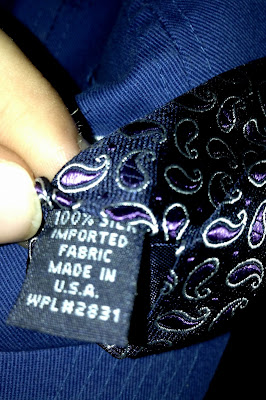 100% SILK
IMPORTED
FABRIC
MADE IN
U.S.A.
WPL#2831